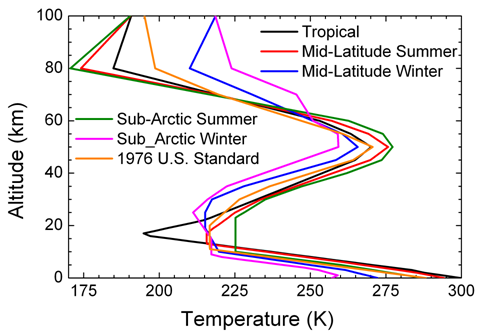 100
80
60
40
20
0
Altitude (km)
Tropical
Mid-Latitude Summer
Mid-Latitude Winter
Sub-Arctic Summer
Sub_Arctic Winter
1976 U.S. Standard
175 200 225 250 275 300
Temperature (K)